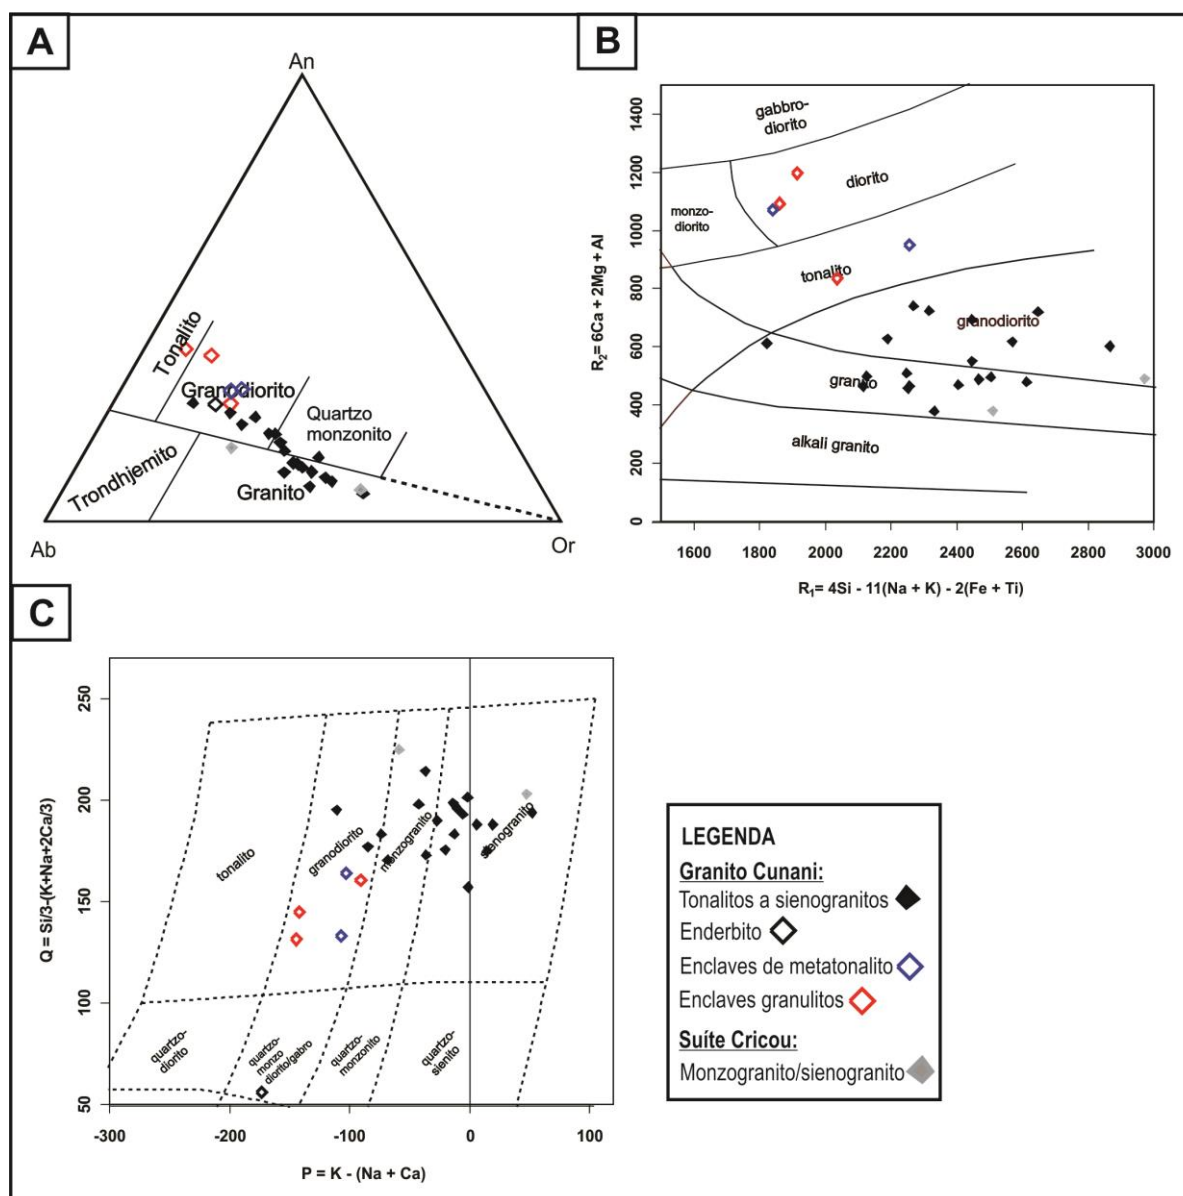 A
An
Tonalito
Granodiorito
Quartzo
monzonito
Trondhjemito
Granito
Ab
Or
B
R2= 6Ca + 2Mg + Al
1400
1200
1000
800
600
400
200
0
gabbro-
diorito
diorito
monzo-
diorito
tonalito
granodiorito
granito
alkali granito
1600 1800 2000 2200 2400 2600 2800 3000
R1= 4Si - 11(Na + K) - 2(Fe + Ti)
C
Q = Si/3-(K+Na+2Ca/3)
250
200
150
100
50
tonalito
granodiorito
monzogranito
sienogranito
quartzo-
diorito
quartzo-
monzo
diorito/gabro
quartzo-
monzonito
quartzo-
sienito
-300 -200 -100 0 100
P = K - (Na + Ca)
LEGENDA
Granito Cunani:
Tonalitos a sienogranitos
Enderbito
Enclaves de metatonalito
Enclaves granulitos
Suíte Cricou:
Monzogranito/sienogranito